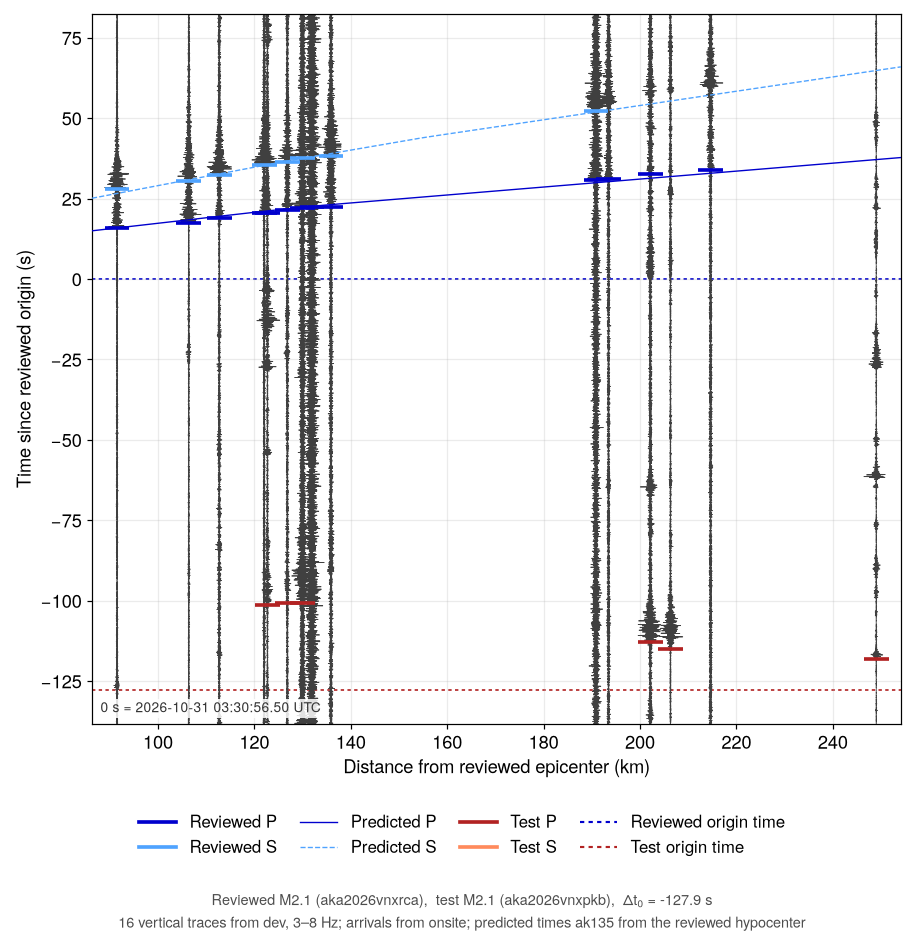 75
50
25
0
−25
−50
−75
−100
−125
Time since reviewed origin (s)
0 s = 2026-10-31 03:30:56.50 UTC
100 120 140 160 180 200 220 240
Distance from reviewed epicenter (km)
Reviewed P Predicted P Test P Reviewed origin time
Reviewed S Predicted S Test S Test origin time
Reviewed M2.1 (aka2026vnxrca), test M2.1 (aka2026vnxpkb), Δt₀ = -127.9 s
16 vertical traces from dev, 3–8 Hz; arrivals from onsite; predicted times ak135 from the reviewed hypocenter